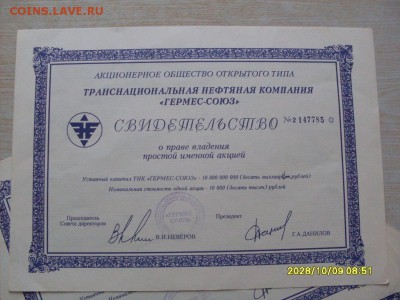 COINS.LAVE.RU
АКЦИОНЕРНОЕ ОБЩЕСТВО ОТКРЫТОГО ТИПА
ТРАНСНАЦИОНАЛЬНАЯ НЕФТЯНАЯ КОМПАНИЯ
«ГЕРМЕС-СОЮЗ»
СВИДЕТЕЛЬСТВО
№ 2147785
о праве владения
простой именной акцией
Уставный капитал ТНК «ГЕРМЕС-СОЮЗ» - 10 000 000 000 (десять миллиардов рублей)
Номинальная стоимость одной акции - 10 000 (десять тысяч) рублей
Председатель
Совета директоров
В.И.НЕВЕРОВ
Президент
Г.А.ДАНИЛОВ
2028/10/09 08:51